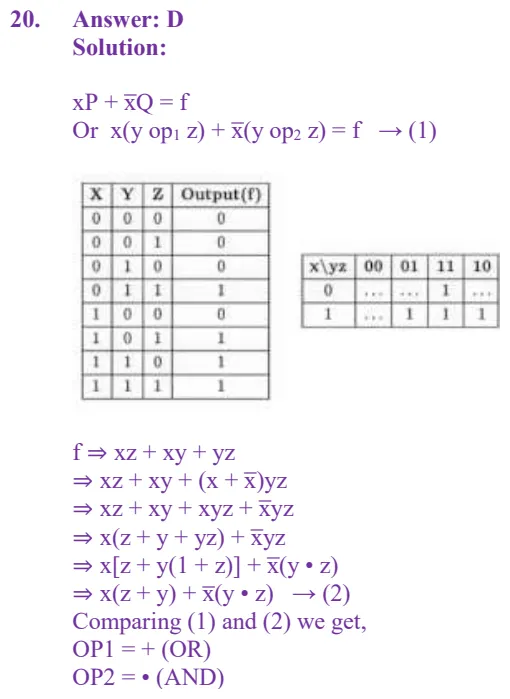 20. Answer: D
Solution:
xP + x̅Q = f
Or x(y op₁ z) + x̅(y op₂ z) = f → (1)
X Y Z Output(f)
0 0 0 0
0 0 1 0
0 1 0 0
0 1 1 1
1 0 0 0
1 0 1 1
1 1 0 1
1 1 1 1
x\yz 00 01 11 10
0 ... ... 1 ...
1 ... 1 1 1
f ⇒ xz + xy + yz
⇒ xz + xy + (x + x̅)yz
⇒ xz + xy + xyz + x̅yz
⇒ x(z + y + yz) + x̅yz
⇒ x[z + y(1 + z)] + x̅(y • z)
⇒ x(z + y) + x̅(y • z) → (2)
Comparing (1) and (2) we get,
OP1 = + (OR)
OP2 = • (AND)